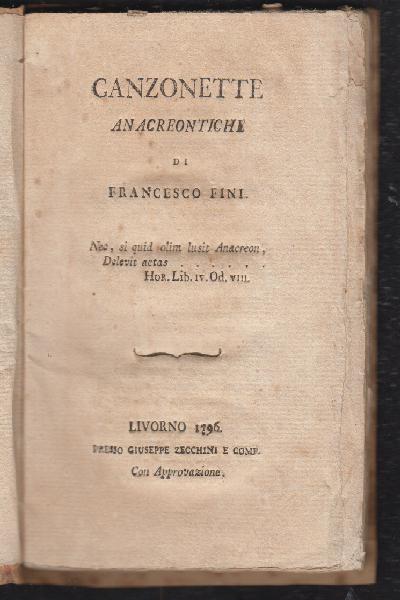 CANZONETTE
ANACREONTICHE
DI
FRANCESCO FINI.
Nec, si quid olim lusit Anacreon,
Delevit aetas . . . . . .
HOR. Lib. IV. Od. VIII.
LIVORNO 1796.
PRESSO GIUSEPPE ZECCHINI E COMP.
Con Approvazione.